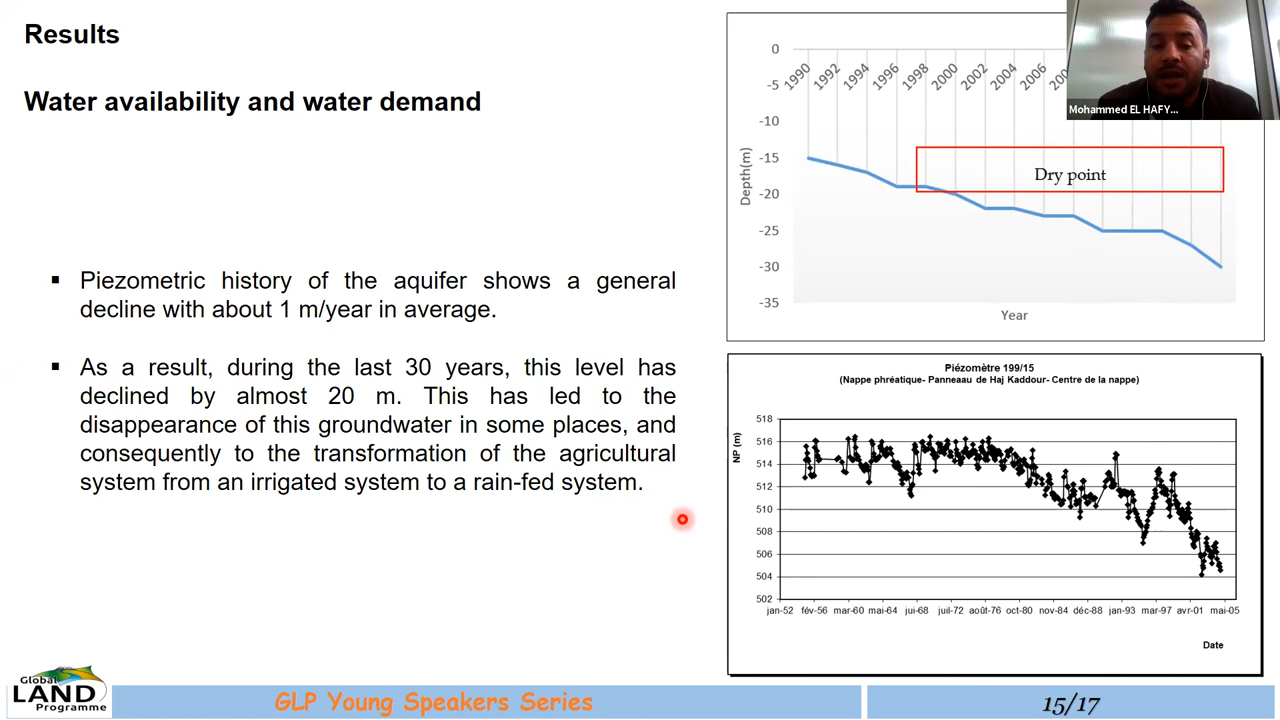 Results
Water availability and water demand
▪ Piezometric history of the aquifer shows a general
decline with about 1 m/year in average.
▪ As a result, during the last 30 years, this level has
declined by almost 20 m. This has led to the
disappearance of this groundwater in some places, and
consequently to the transformation of the agricultural
system from an irrigated system to a rain-fed system.
0
-5
-10
-15
-20
-25
-30
-35
Depth(m)
1990
1992
1994
1996
1998
2000
2002
2004
2006
Dry point
Year
Mohammed EL HAFY...
Piézomètre 199/15
(Nappe phréatique- Panneaau de Haj Kaddour- Centre de la nappe)
NP (m)
518
516
514
512
510
508
506
504
502
jan-52 fév-56 mar-60 mai-64 jui-68 juil-72 août-76 oct-80 nov-84 déc-88 jan-93 mar-97 avr-01 mai-05
Date
Global
LAND
Programme
GLP Young Speakers Series
15/17